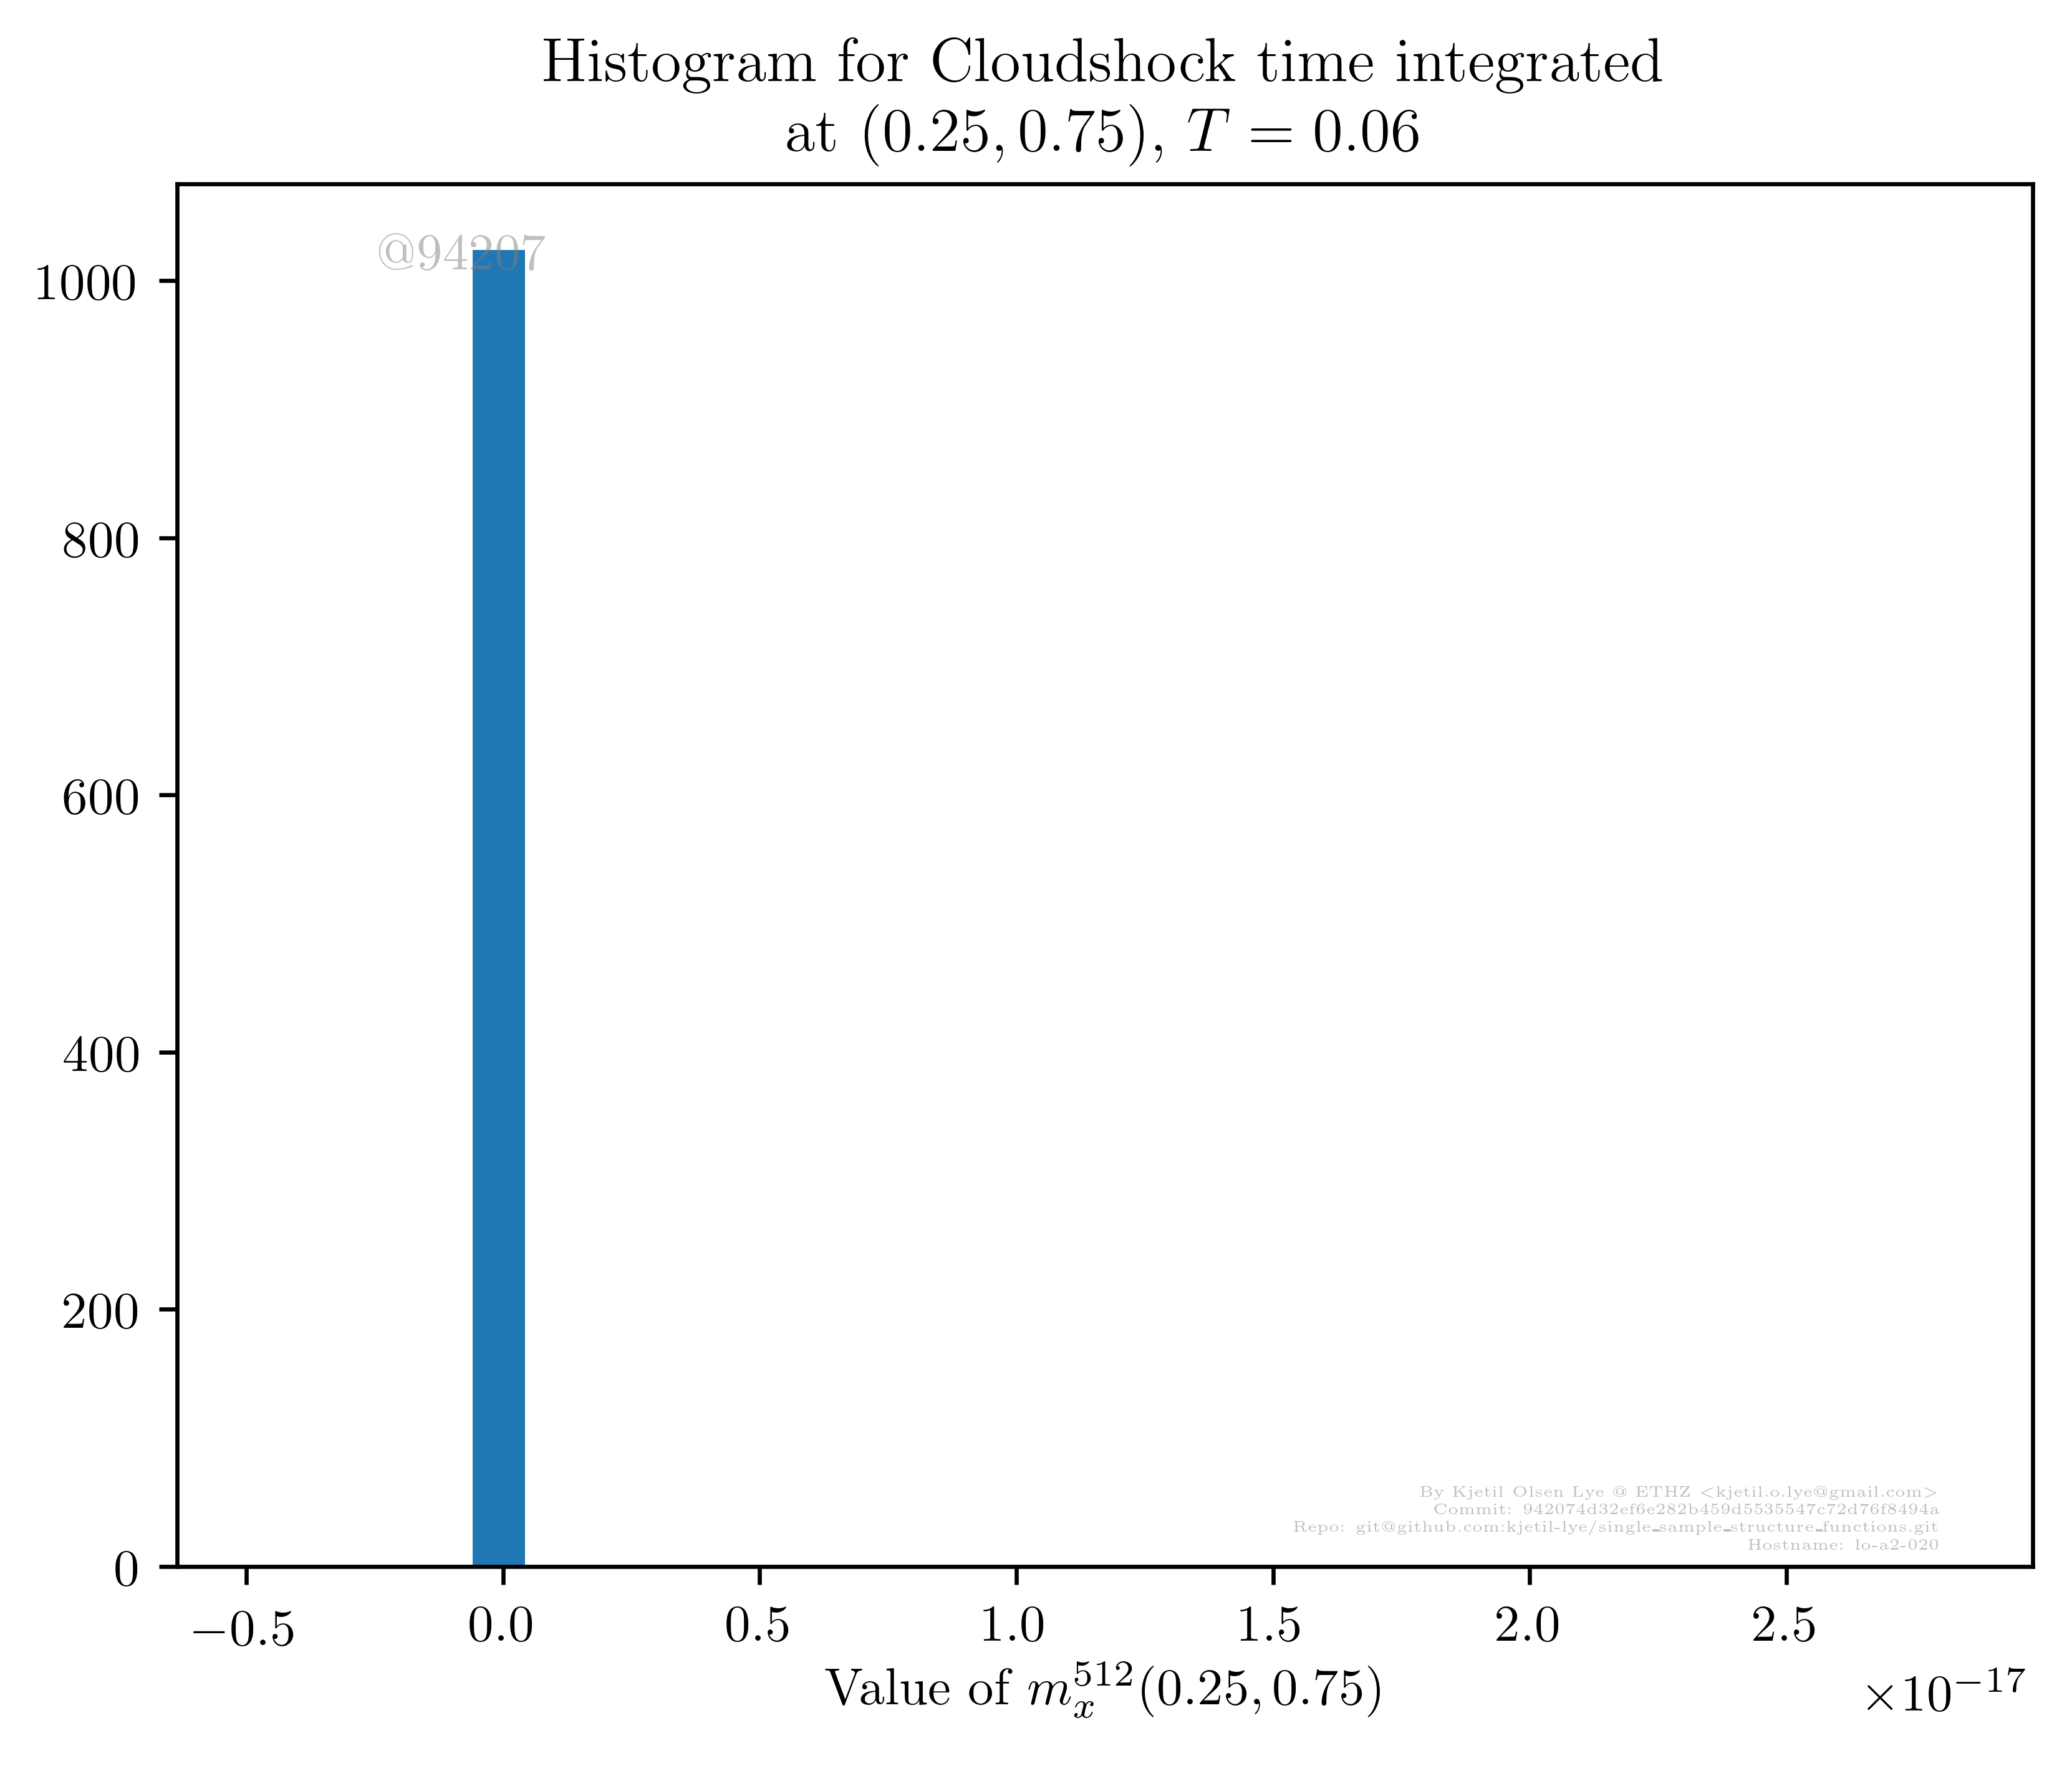 Histogram for Cloudshock time integrated
at (0.25, 0.75), T = 0.06
@94207
1000
800
600
400
200
0
−0.5 0.0 0.5 1.0 1.5 2.0 2.5
×10⁻¹⁷
Value of mₓ⁵¹²(0.25, 0.75)
By Kjetil Olsen Lye @ ETHZ <kjetil.o.lye@gmail.com>
Commit: 942074d32ef6e282b459d5535547c72d76f8494a
Repo: git@github.com:kjetil-lye/single_sample_structure_functions.git
Hostname: lo-a2-020